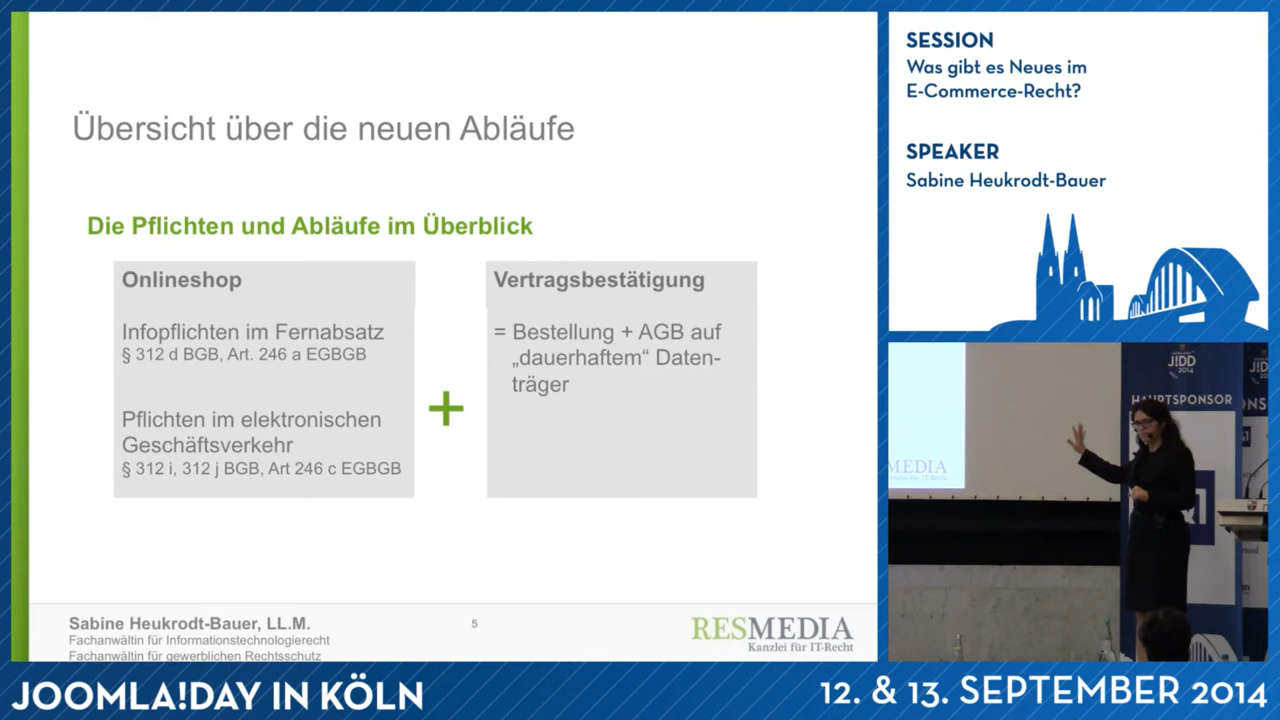 Übersicht über die neuen Abläufe
Die Pflichten und Abläufe im Überblick
Onlineshop
Infopflichten im Fernabsatz
§ 312 d BGB, Art. 246 a EGBGB
Pflichten im elektronischen
Geschäftsverkehr
§ 312 i, 312 j BGB, Art 246 c EGBGB
+
Vertragsbestätigung
= Bestellung + AGB auf
„dauerhaftem“ Daten-
träger
Sabine Heukrodt-Bauer, LL.M.
Fachanwältin für Informationstechnologierecht
Fachanwältin für gewerblichen Rechtsschutz
5
RESMEDIA
Kanzlei für IT-Recht
SESSION
Was gibt es Neues im
E-Commerce-Recht?
SPEAKER
Sabine Heukrodt-Bauer
JDD
2014
HAUPTSPONSOR
MEDIA
für IT-Recht
JOOMLA!DAY IN KÖLN
12. & 13. SEPTEMBER 2014